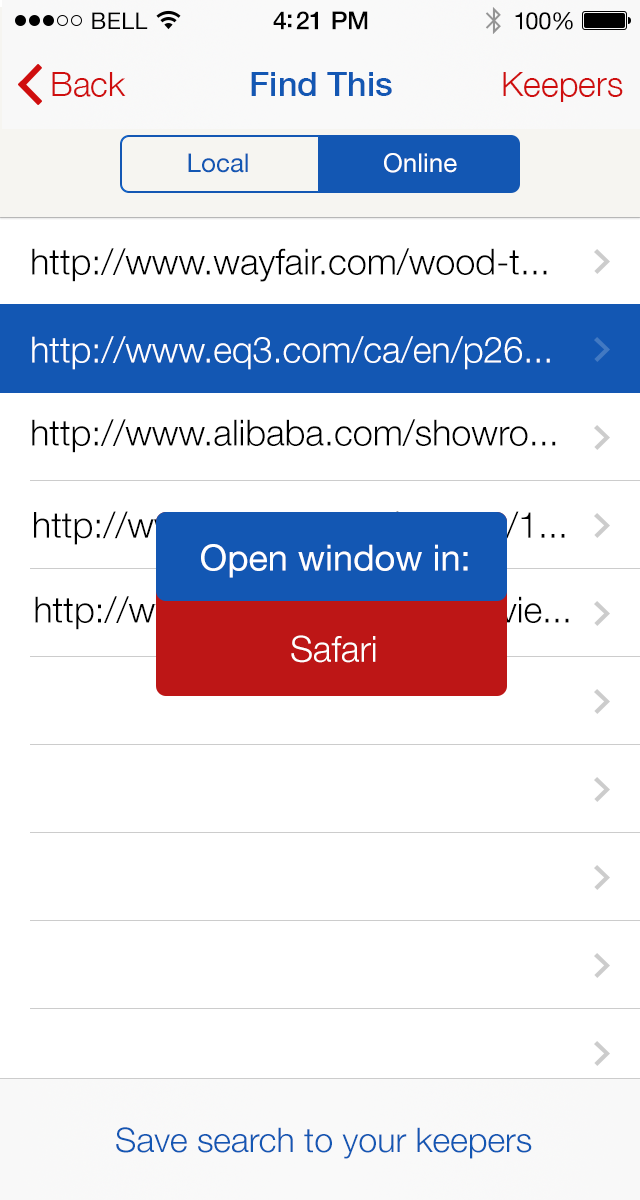 BELL 4:21 PM 100%
Back Find This Keepers
Local Online
http://www.wayfair.com/wood-t...
http://www.eq3.com/ca/en/p26...
http://www.alibaba.com/showro...
http://w /1...
Open window in:
http://w vie...
Safari
Save search to your keepers